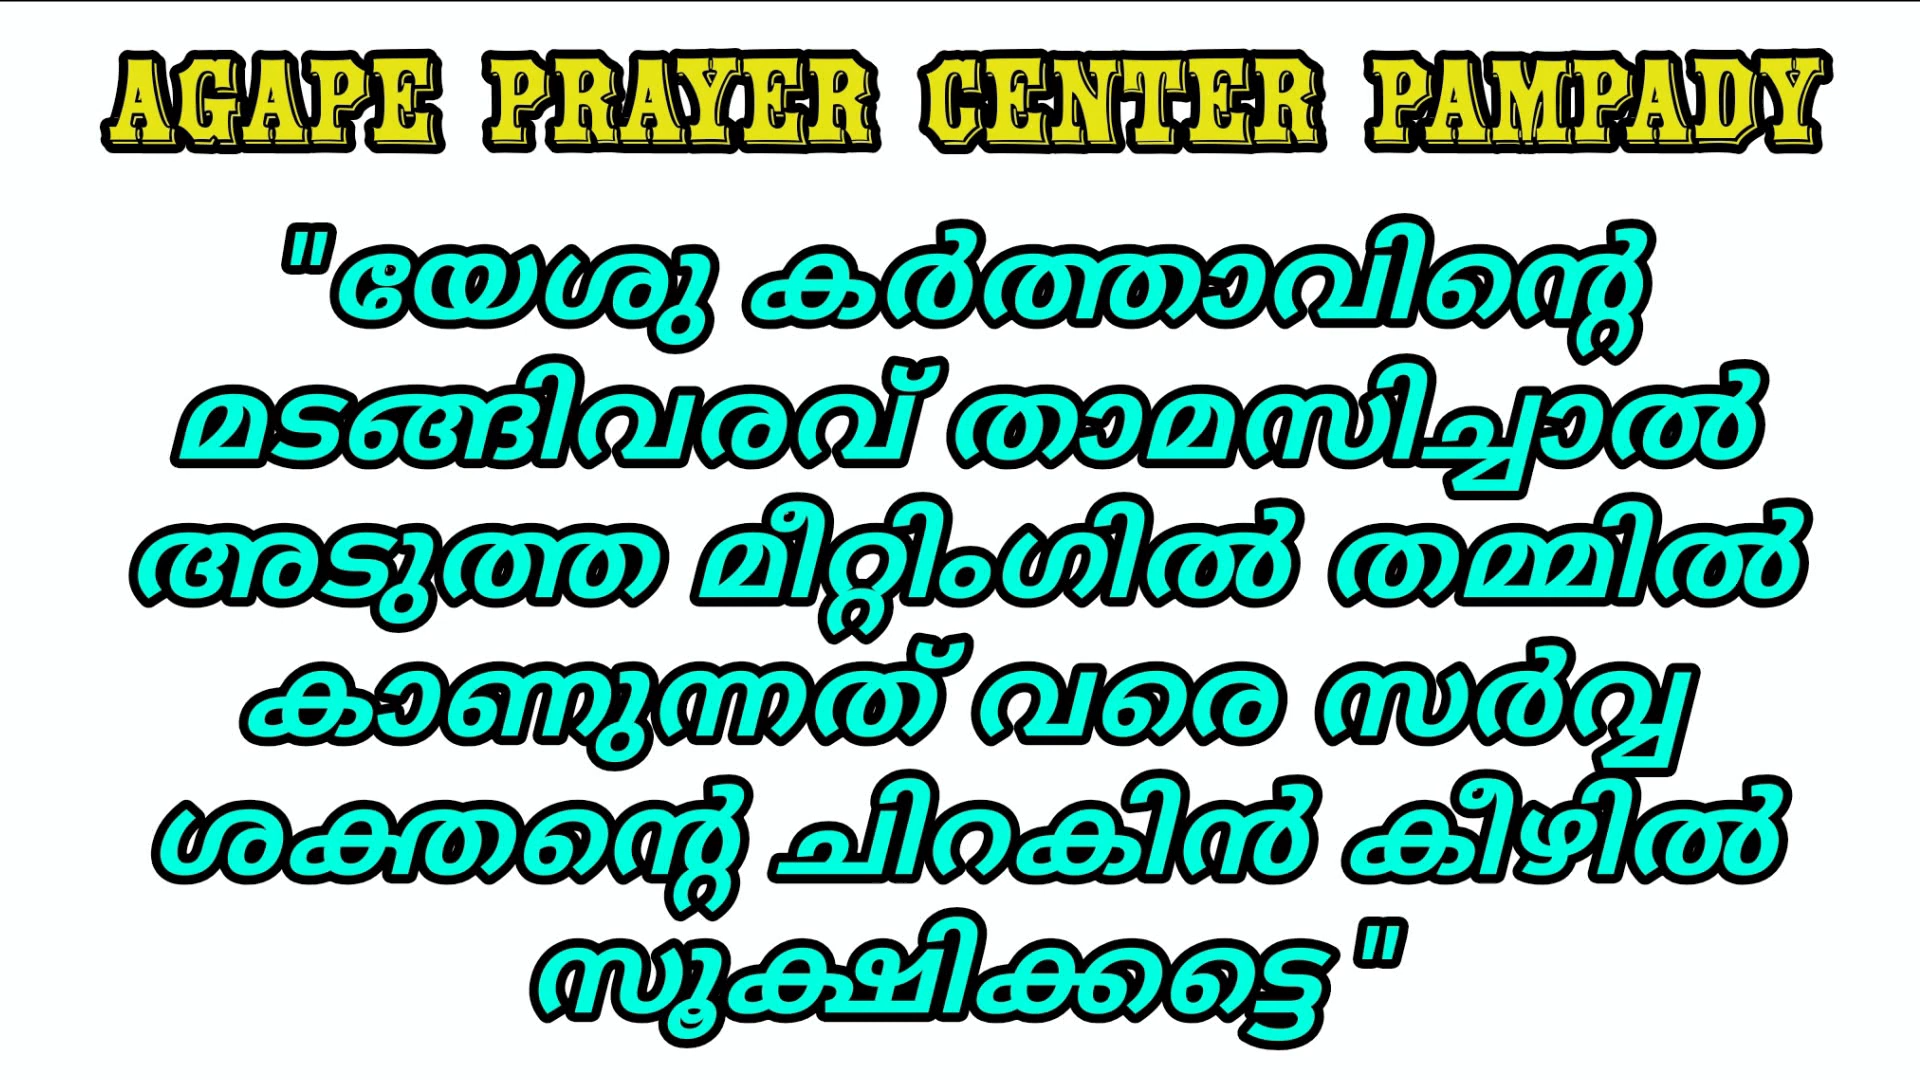 AGAPE PRAYER CENTER PAMPADY
"യേശു കർത്താവിന്റെ
മടങ്ങിവരവ് താമസിച്ചാൽ
അടുത്ത മീറ്റിംഗിൽ തമ്മിൽ
കാണുന്നത് വരെ സർവ്വ
ശക്തന്റെ ചിറകിൻ കീഴിൽ
സൂക്ഷിക്കട്ടെ"